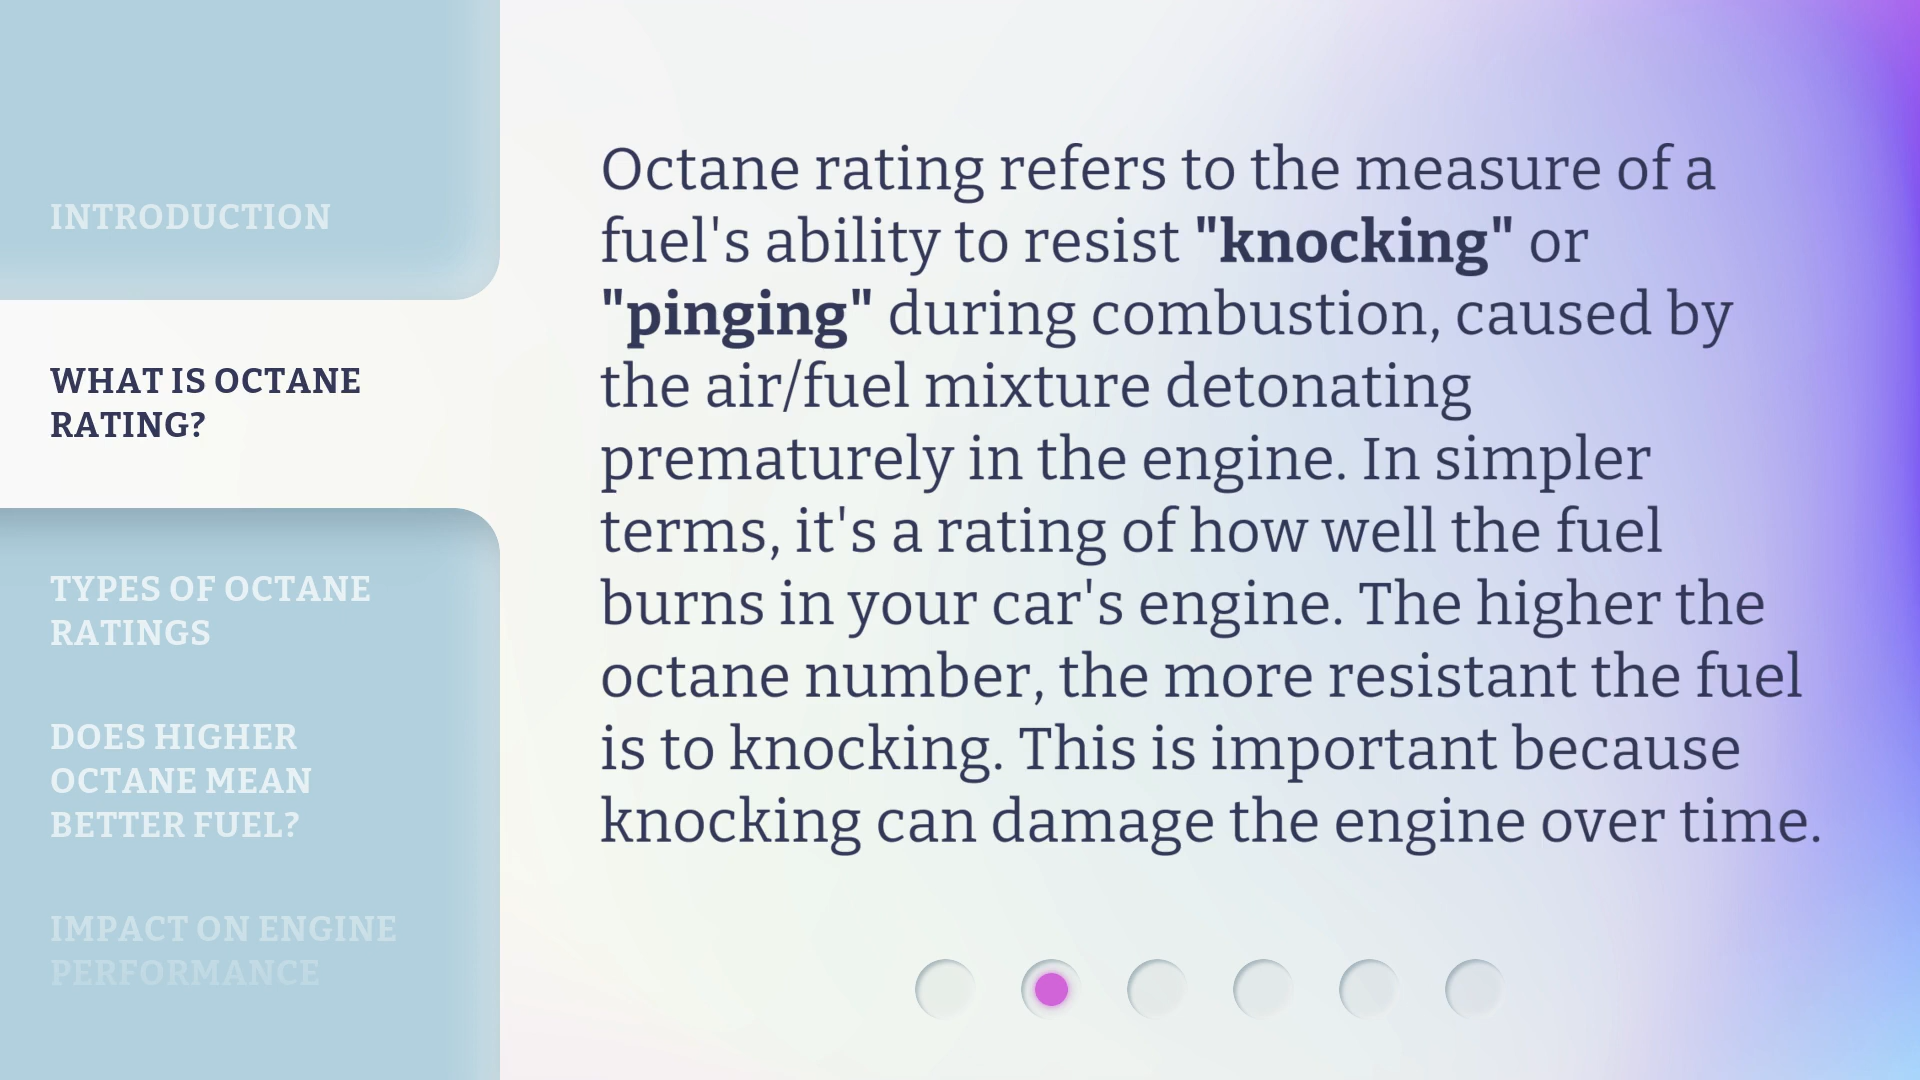 INTRODUCTION
WHAT IS OCTANE
RATING?
TYPES OF OCTANE
RATINGS
DOES HIGHER
OCTANE MEAN
BETTER FUEL?
IMPACT ON ENGINE
PERFORMANCE
Octane rating refers to the measure of a
fuel's ability to resist "knocking" or
"pinging" during combustion, caused by
the air/fuel mixture detonating
prematurely in the engine. In simpler
terms, it's a rating of how well the fuel
burns in your car's engine. The higher the
octane number, the more resistant the fuel
is to knocking. This is important because
knocking can damage the engine over time.